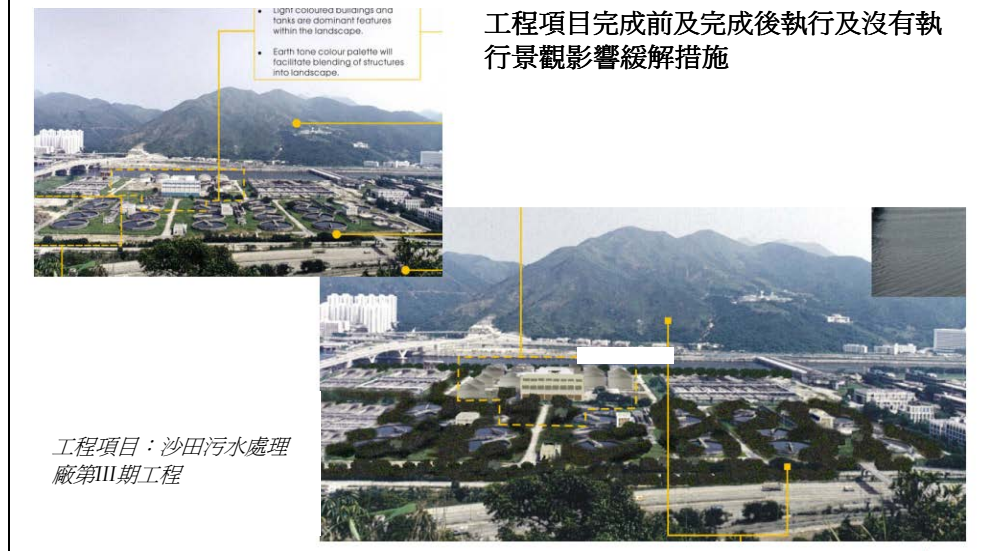 • Light coloured buildings and
tanks are dominant features
within the landscape.
• Earth tone colour palette will
facilitate blending of structures
into landscape.
工程項目完成前及完成後執行及沒有執
行景觀影響緩解措施
工程項目：沙田污水處理
廠第III期工程